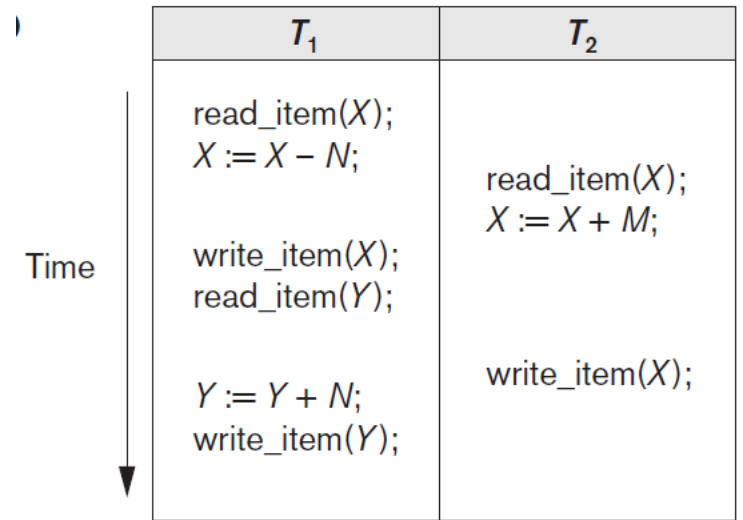 )
T₁
T₂
read_item(X);
X := X – N;
read_item(X);
X := X + M;
Time
write_item(X);
read_item(Y);
write_item(X);
Y := Y + N;
write_item(Y);